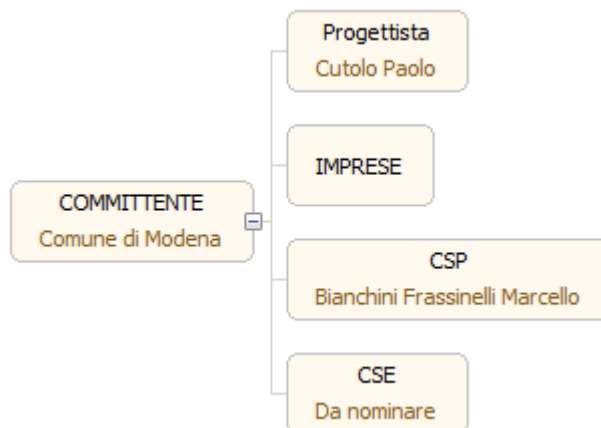 Progettista
Cutolo Paolo
IMPRESE
COMMITTENTE
Comune di Modena
CSP
Bianchini Frassinelli Marcello
CSE
Da nominare